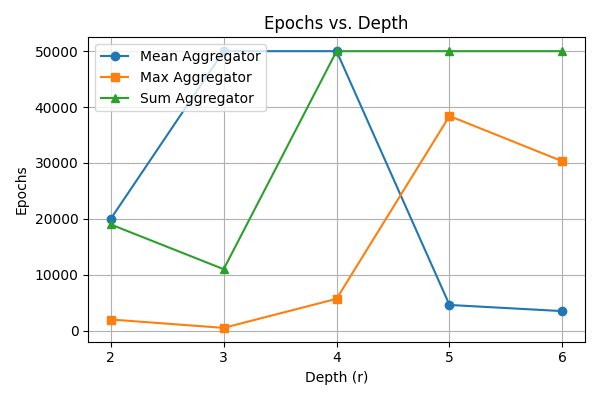 Epochs vs. Depth
Mean Aggregator
Max Aggregator
Sum Aggregator
Epochs
50000
40000
30000
20000
10000
0
2 3 4 5 6
Depth (r)